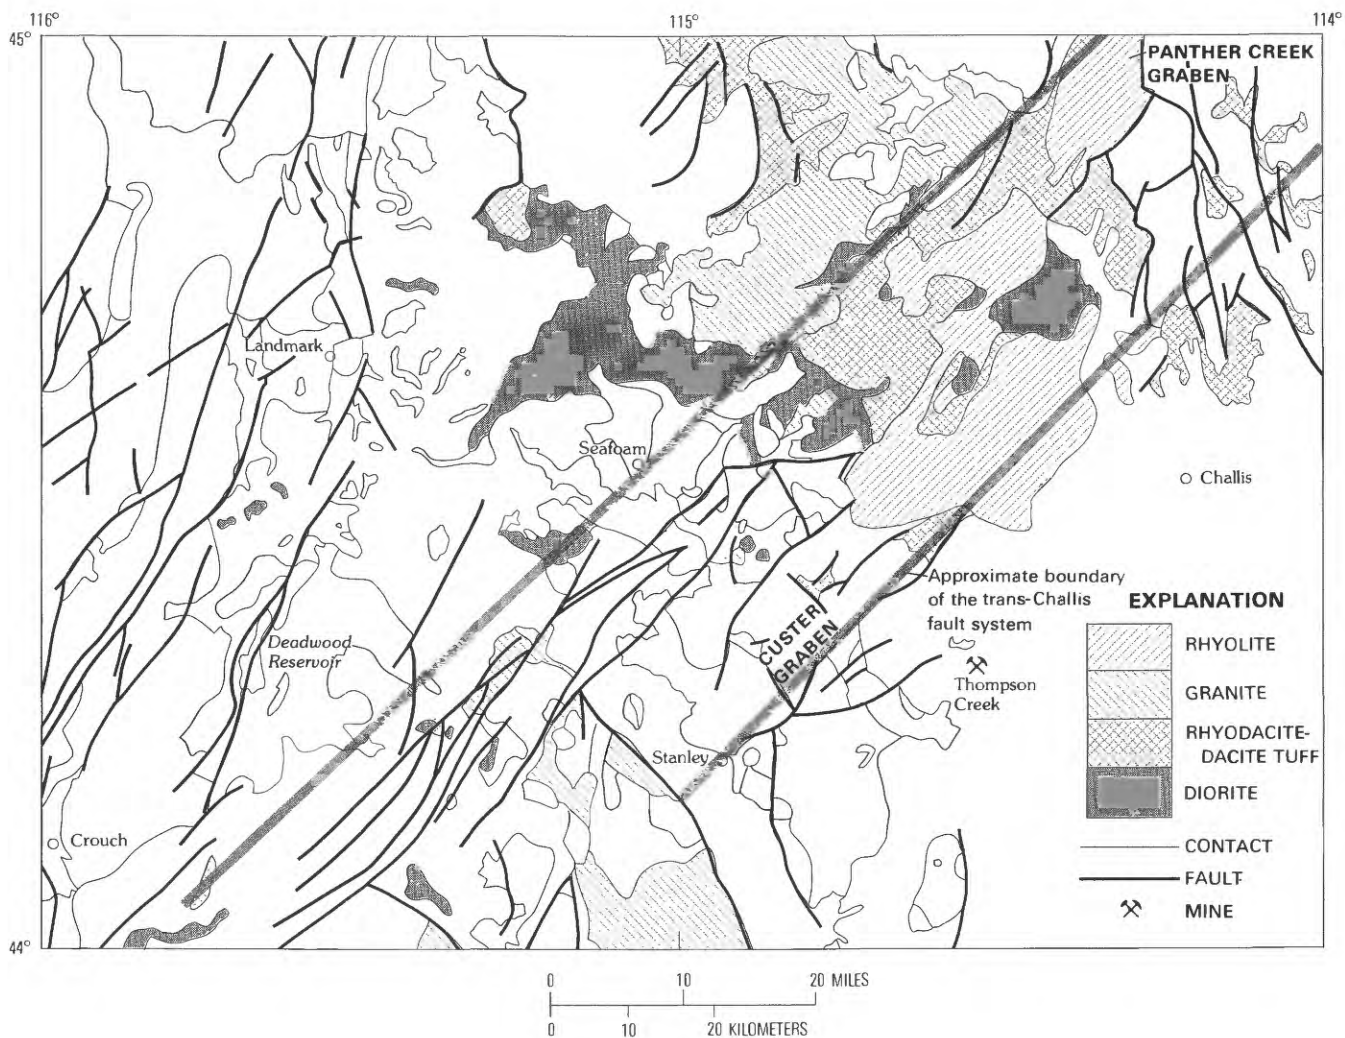 116°
115°
114°
45°
PANTHER CREEK
GRABEN
Landmark
Seafoam
Challis
Approximate boundary
of the trans-Challis
fault system
CUSTER
GRABEN
Deadwood
Reservoir
Thompson
Creek
Stanley
Crouch
44°
EXPLANATION
RHYOLITE
GRANITE
RHYODACITE-
DACITE TUFF
DIORITE
CONTACT
FAULT
MINE
0 10 20 MILES
0 10 20 KILOMETERS